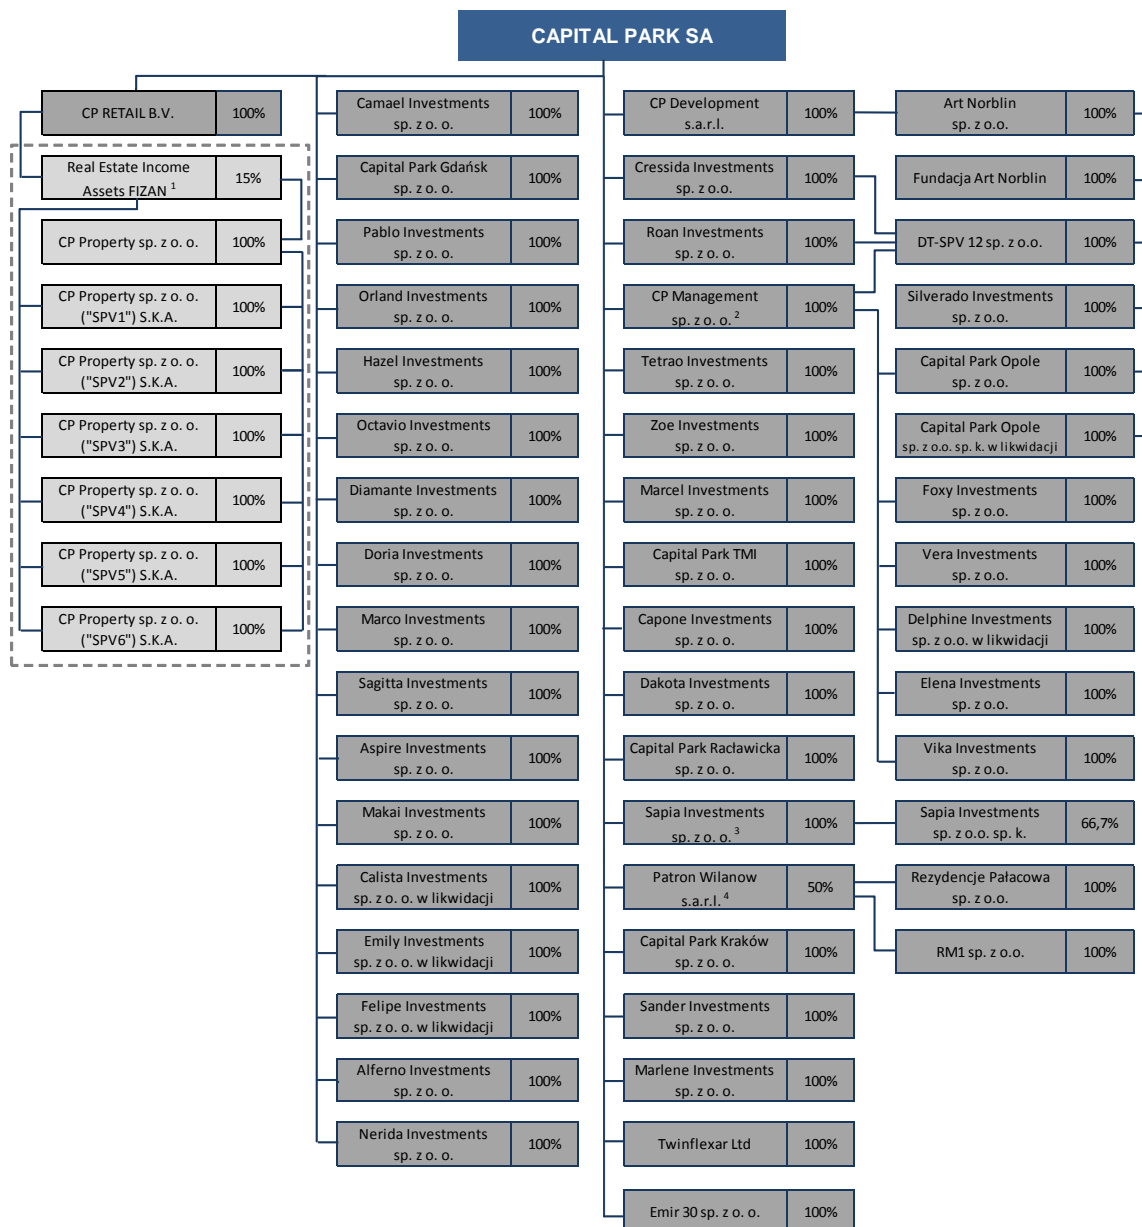 CAPITAL PARK SA
CP RETAIL B.V.
100%
Real Estate Income
Assets FIZAN 1
15%
CP Property sp. z o. o.
100%
CP Property sp. z o. o.
("SPV1") S.K.A.
100%
CP Property sp. z o. o.
("SPV2") S.K.A.
100%
CP Property sp. z o. o.
("SPV3") S.K.A.
100%
CP Property sp. z o. o.
("SPV4") S.K.A.
100%
CP Property sp. z o. o.
("SPV5") S.K.A.
100%
CP Property sp. z o. o.
("SPV6") S.K.A.
100%
Camael Investments
sp. z o. o.
100%
Capital Park Gdańsk
sp. z o. o.
100%
Pablo Investments
sp. z o. o.
100%
Orland Investments
sp. z o. o.
100%
Hazel Investments
sp. z o. o.
100%
Octavio Investments
sp. z o. o.
100%
Diamante Investments
sp. z o. o.
100%
Doria Investments
sp. z o. o.
100%
Marco Investments
sp. z o. o.
100%
Sagitta Investments
sp. z o. o.
100%
Aspire Investments
sp. z o. o.
100%
Makai Investments
sp. z o. o.
100%
Calista Investments
sp. z o. o. w likwidacji
100%
Emily Investments
sp. z o. o. w likwidacji
100%
Felipe Investments
sp. z o. o. w likwidacji
100%
Alferno Investments
sp. z o. o.
100%
Nerida Investments
sp. z o. o.
100%
CP Development
s.a.r.l.
100%
Cressida Investments
sp. z o.o.
100%
Roan Investments
sp. z o. o.
100%
CP Management
sp. z o. o. 2
100%
Tetrao Investments
sp. z o. o.
100%
Zoe Investments
sp. z o. o.
100%
Marcel Investments
sp. z o. o.
100%
Capital Park TMI
sp. z o. o.
100%
Capone Investments
sp. z o. o.
100%
Dakota Investments
sp. z o. o.
100%
Capital Park Racławicka
sp. z o. o.
100%
Sapia Investments
sp. z o. o. 3
100%
Patron Wilanow
s.a.r.l. 4
50%
Capital Park Kraków
sp. z o. o.
100%
Sander Investments
sp. z o. o.
100%
Marlene Investments
sp. z o. o.
100%
Twinflexar Ltd
100%
Emir 30 sp. z o. o.
100%
Art Norblin
sp. z o.o.
100%
Fundacja Art Norblin
100%
DT-SPV 12 sp. z o.o.
100%
Silverado Investments
sp. z o.o.
100%
Capital Park Opole
sp. z o.o.
100%
Capital Park Opole
sp. z o.o. sp. k. w likwidacji
100%
Foxy Investments
sp. z o.o.
100%
Vera Investments
sp. z o.o.
100%
Delphine Investments
sp. z o.o. w likwidacji
100%
Elena Investments
sp. z o.o.
100%
Vika Investments
sp. z o.o.
100%
Sapia Investments
sp. z o.o. sp. k.
66,7%
Rezydencje Pałacowa
sp. z o.o.
100%
RM1 sp. z o.o.
100%